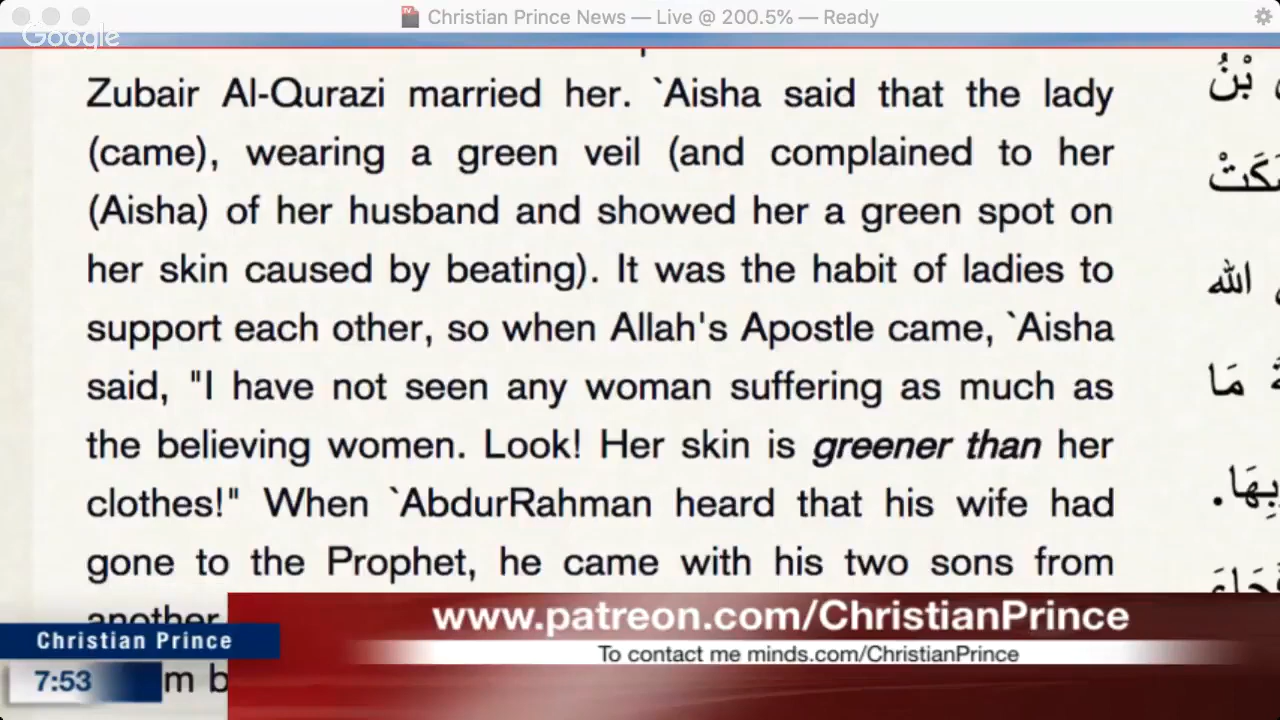 Christian Prince News — Live @ 200.5% — Ready
Google
Zubair Al-Qurazi married her. `Aisha said that the lady
(came), wearing a green veil (and complained to her
(Aisha) of her husband and showed her a green spot on
her skin caused by beating). It was the habit of ladies to
support each other, so when Allah's Apostle came, `Aisha
said, "I have not seen any woman suffering as much as
the believing women. Look! Her skin is greener than her
clothes!" When `AbdurRahman heard that his wife had
gone to the Prophet, he came with his two sons from
another
m b
بْنُ
الله
مَا
www.patreon.com/ChristianPrince
To contact me minds.com/ChristianPrince
Christian Prince
7:53